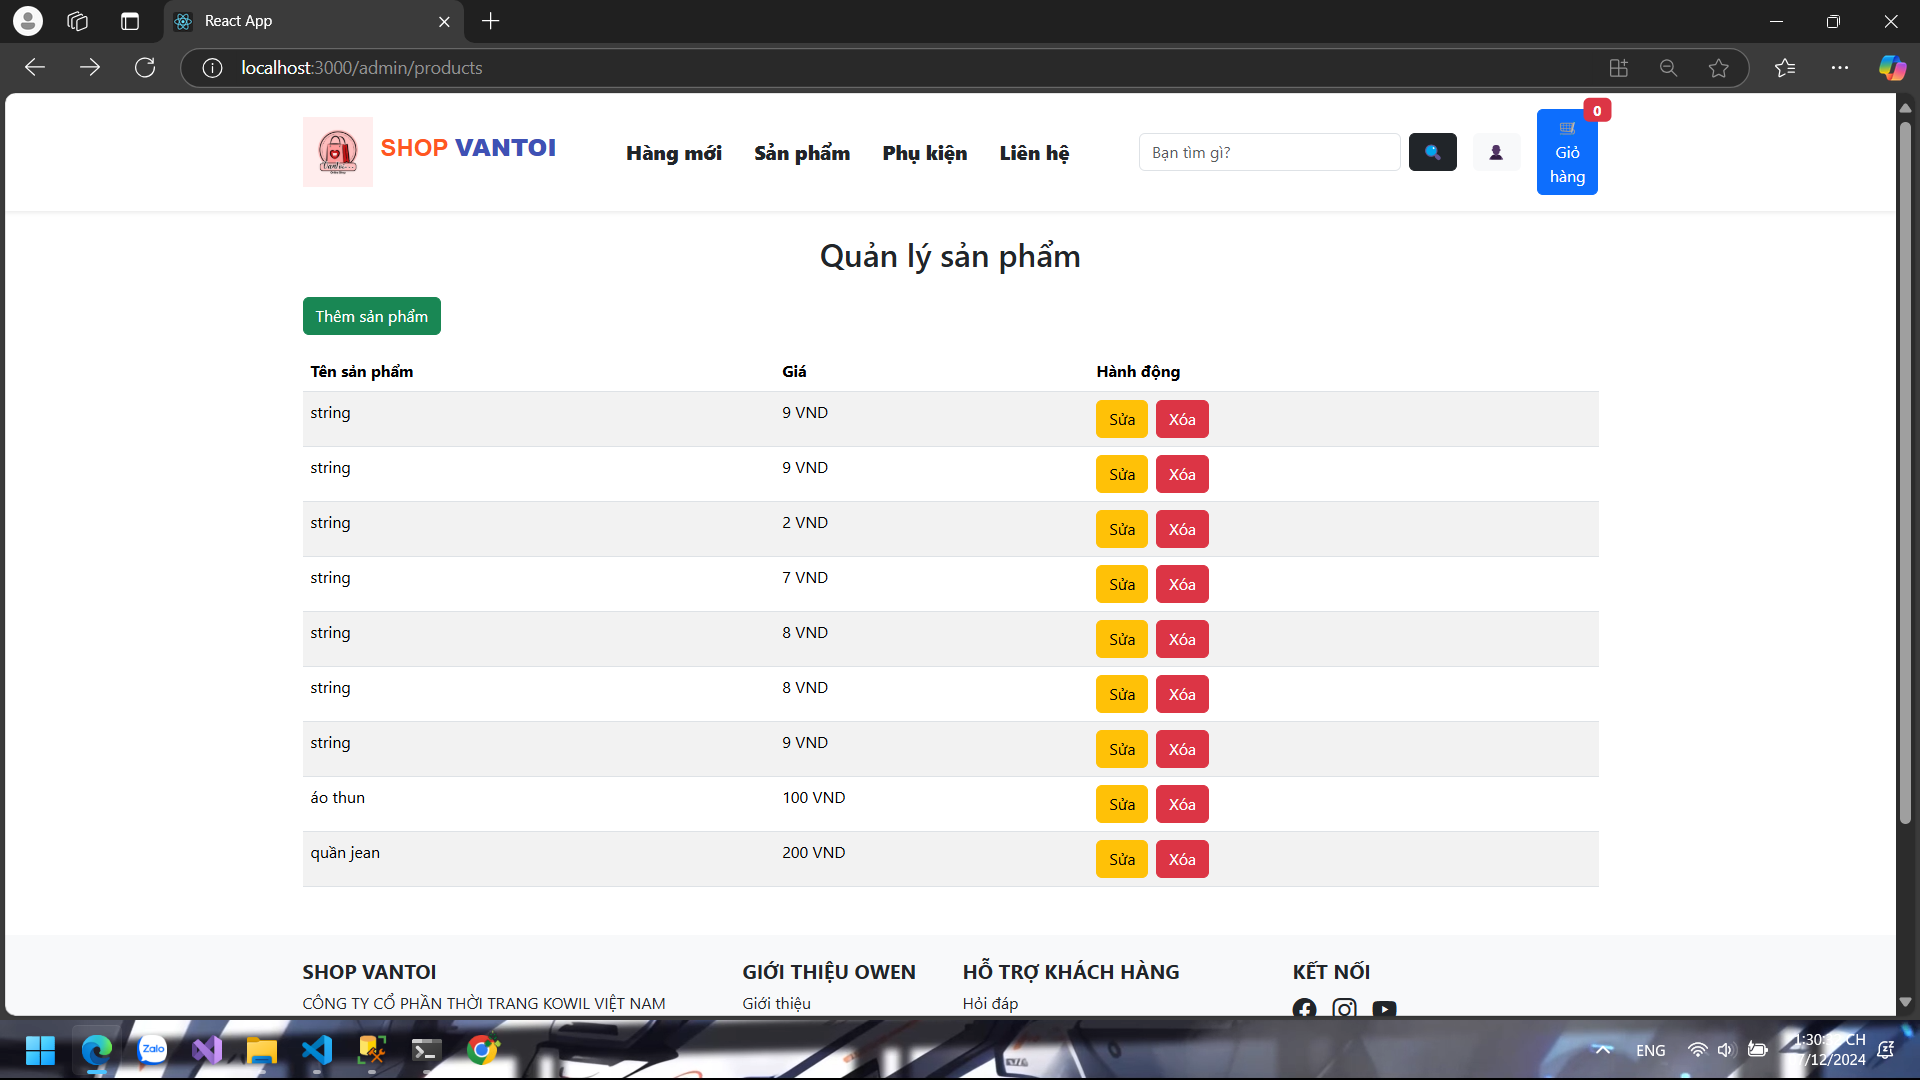 React App
localhost:3000/admin/products
SHOP VANTOI
Hàng mới
Sản phẩm
Phụ kiện
Liên hệ
Bạn tìm gì?
0
Giỏ
hàng
Quản lý sản phẩm
Thêm sản phẩm
Tên sản phẩm Giá Hành động
string 9 VND Sửa Xóa
string 9 VND Sửa Xóa
string 2 VND Sửa Xóa
string 7 VND Sửa Xóa
string 8 VND Sửa Xóa
string 8 VND Sửa Xóa
string 9 VND Sửa Xóa
áo thun 100 VND Sửa Xóa
quần jean 200 VND Sửa Xóa
SHOP VANTOI
CÔNG TY CỔ PHẦN THỜI TRANG KOWIL VIỆT NAM
GIỚI THIỆU OWEN
Giới thiệu
HỖ TRỢ KHÁCH HÀNG
Hỏi đáp
KẾT NỐI
Zalo
ENG
CH
/12/2024